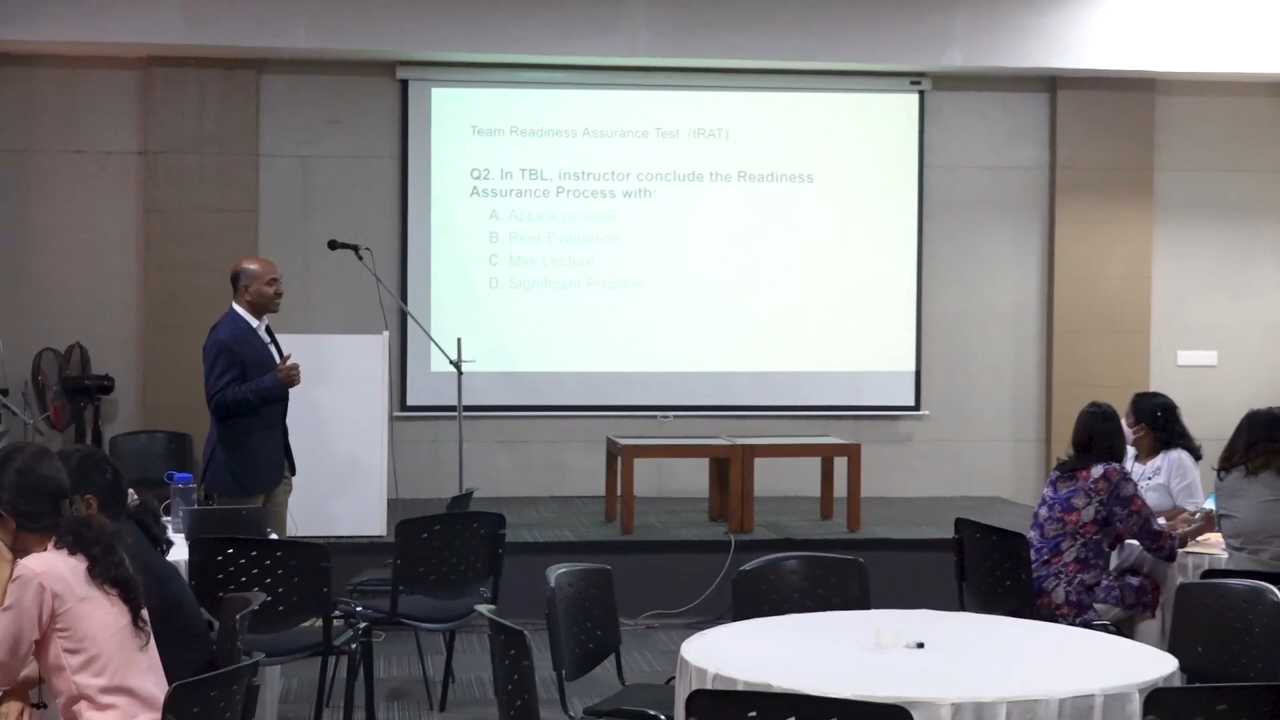 Team Readiness Assurance Test (tRAT)
Q2. In TBL, instructor conclude the Readiness
Assurance Process with:
A. Appeal process
B. Peer Evaluation
C. Mini Lecture
D. Significant Problem